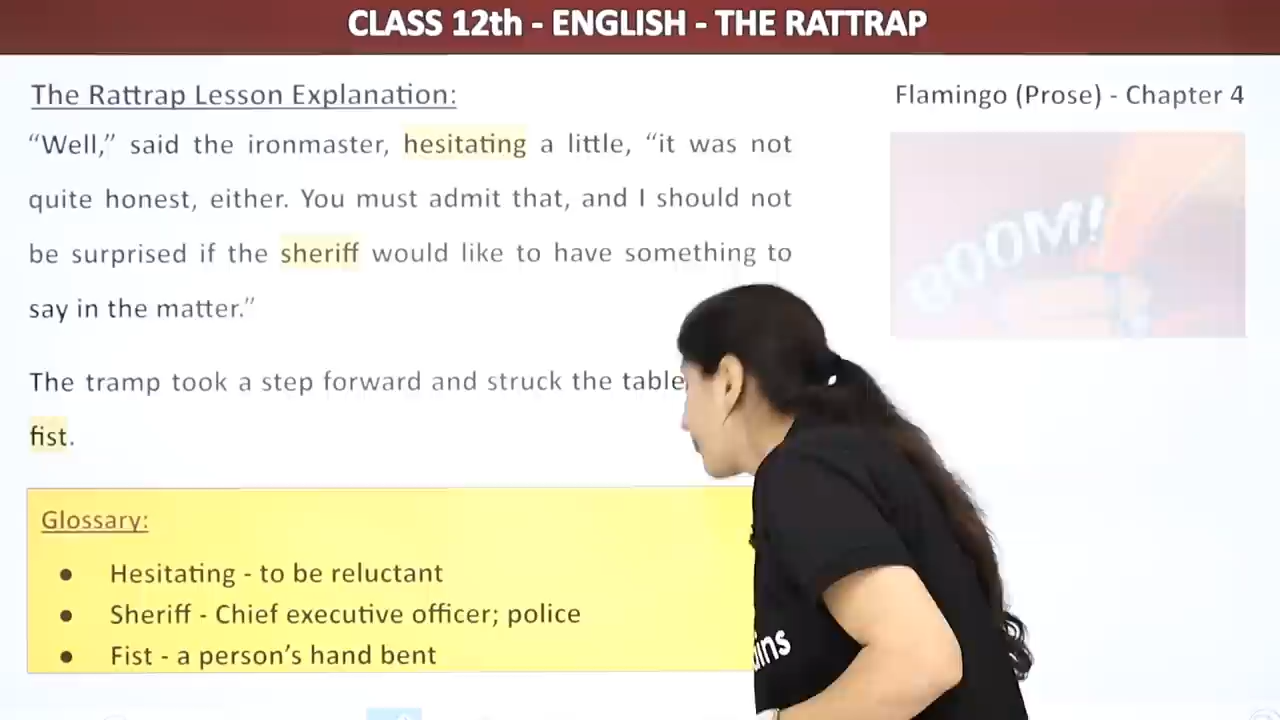 CLASS 12th - ENGLISH - THE RATTRAP
The Rattrap Lesson Explanation:
Flamingo (Prose) - Chapter 4
“Well,” said the ironmaster, hesitating a little, “it was not
quite honest, either. You must admit that, and I should not
be surprised if the sheriff would like to have something to
say in the matter.”
The tramp took a step forward and struck the table
fist.
BOOM!
Glossary:
● Hesitating - to be reluctant
● Sheriff - Chief executive officer; police
● Fist - a person’s hand bent